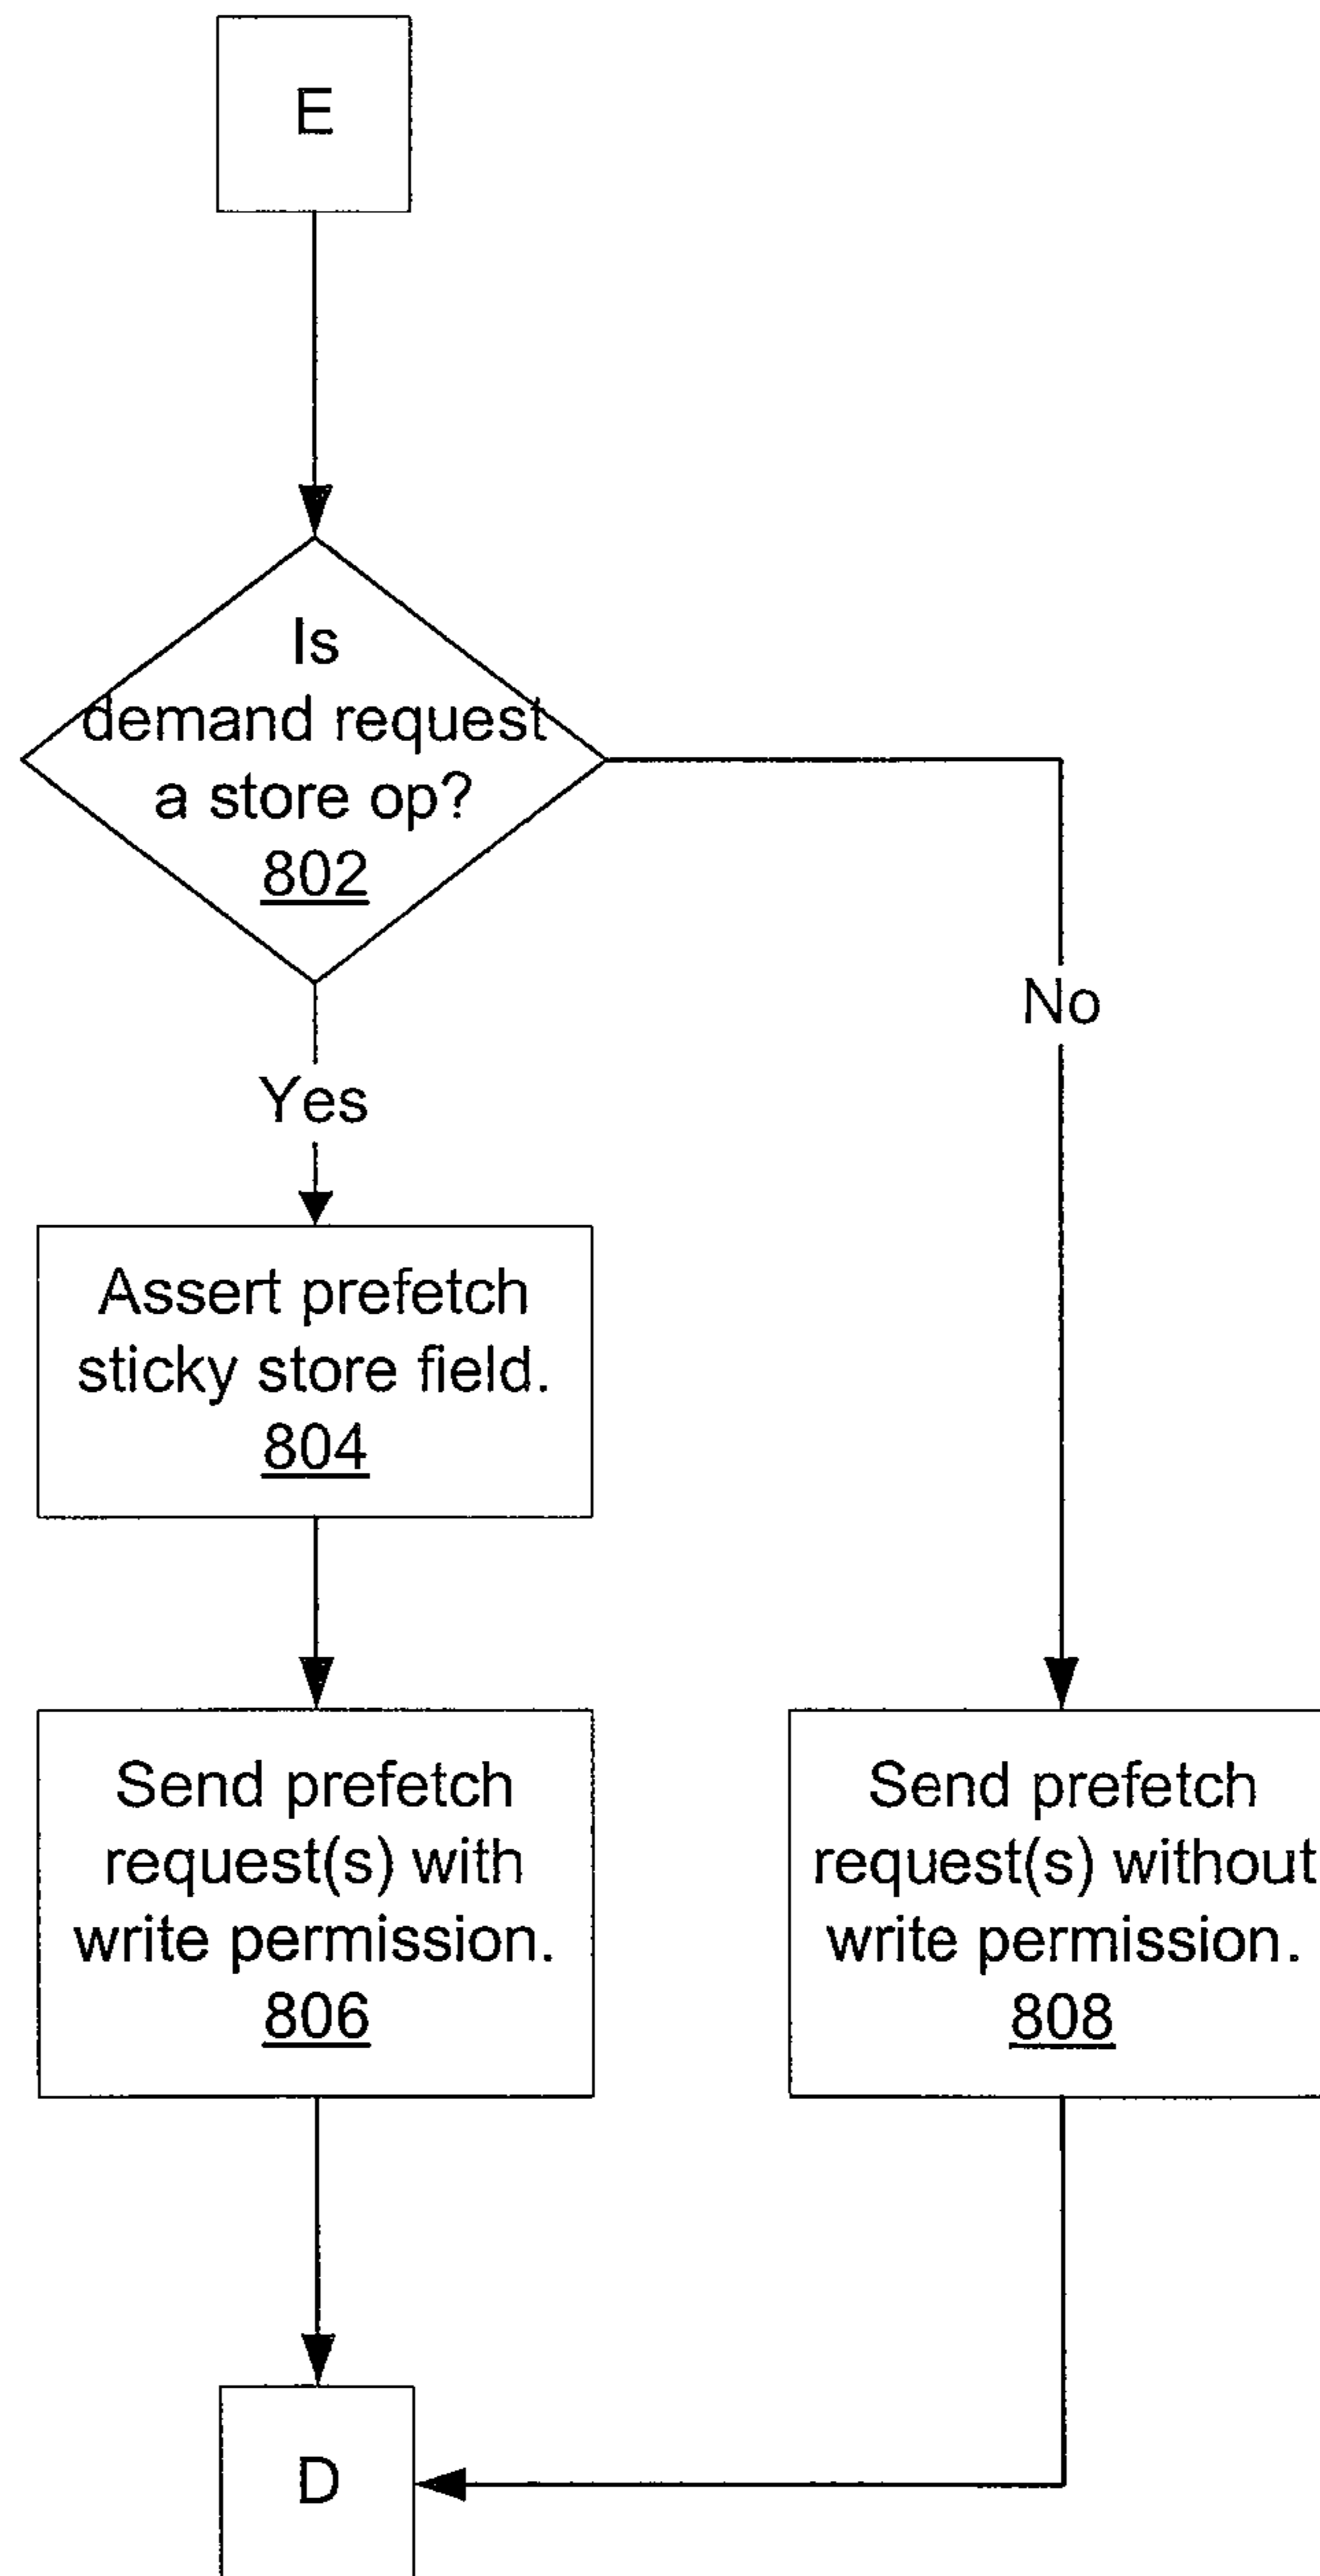 E
Is
demand request
a store op?
802
No
Yes
Assert prefetch
sticky store field.
804
Send prefetch
request(s) with
write permission.
806
Send prefetch
request(s) without
write permission.
808
D